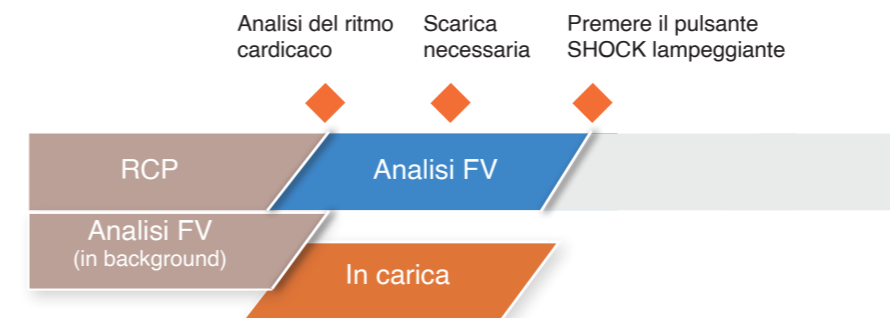 Analisi del ritmo
cardicaco
Scarica
necessaria
Premere il pulsante
SHOCK lampeggiante
RCP
Analisi FV
Analisi FV
(in background)
In carica